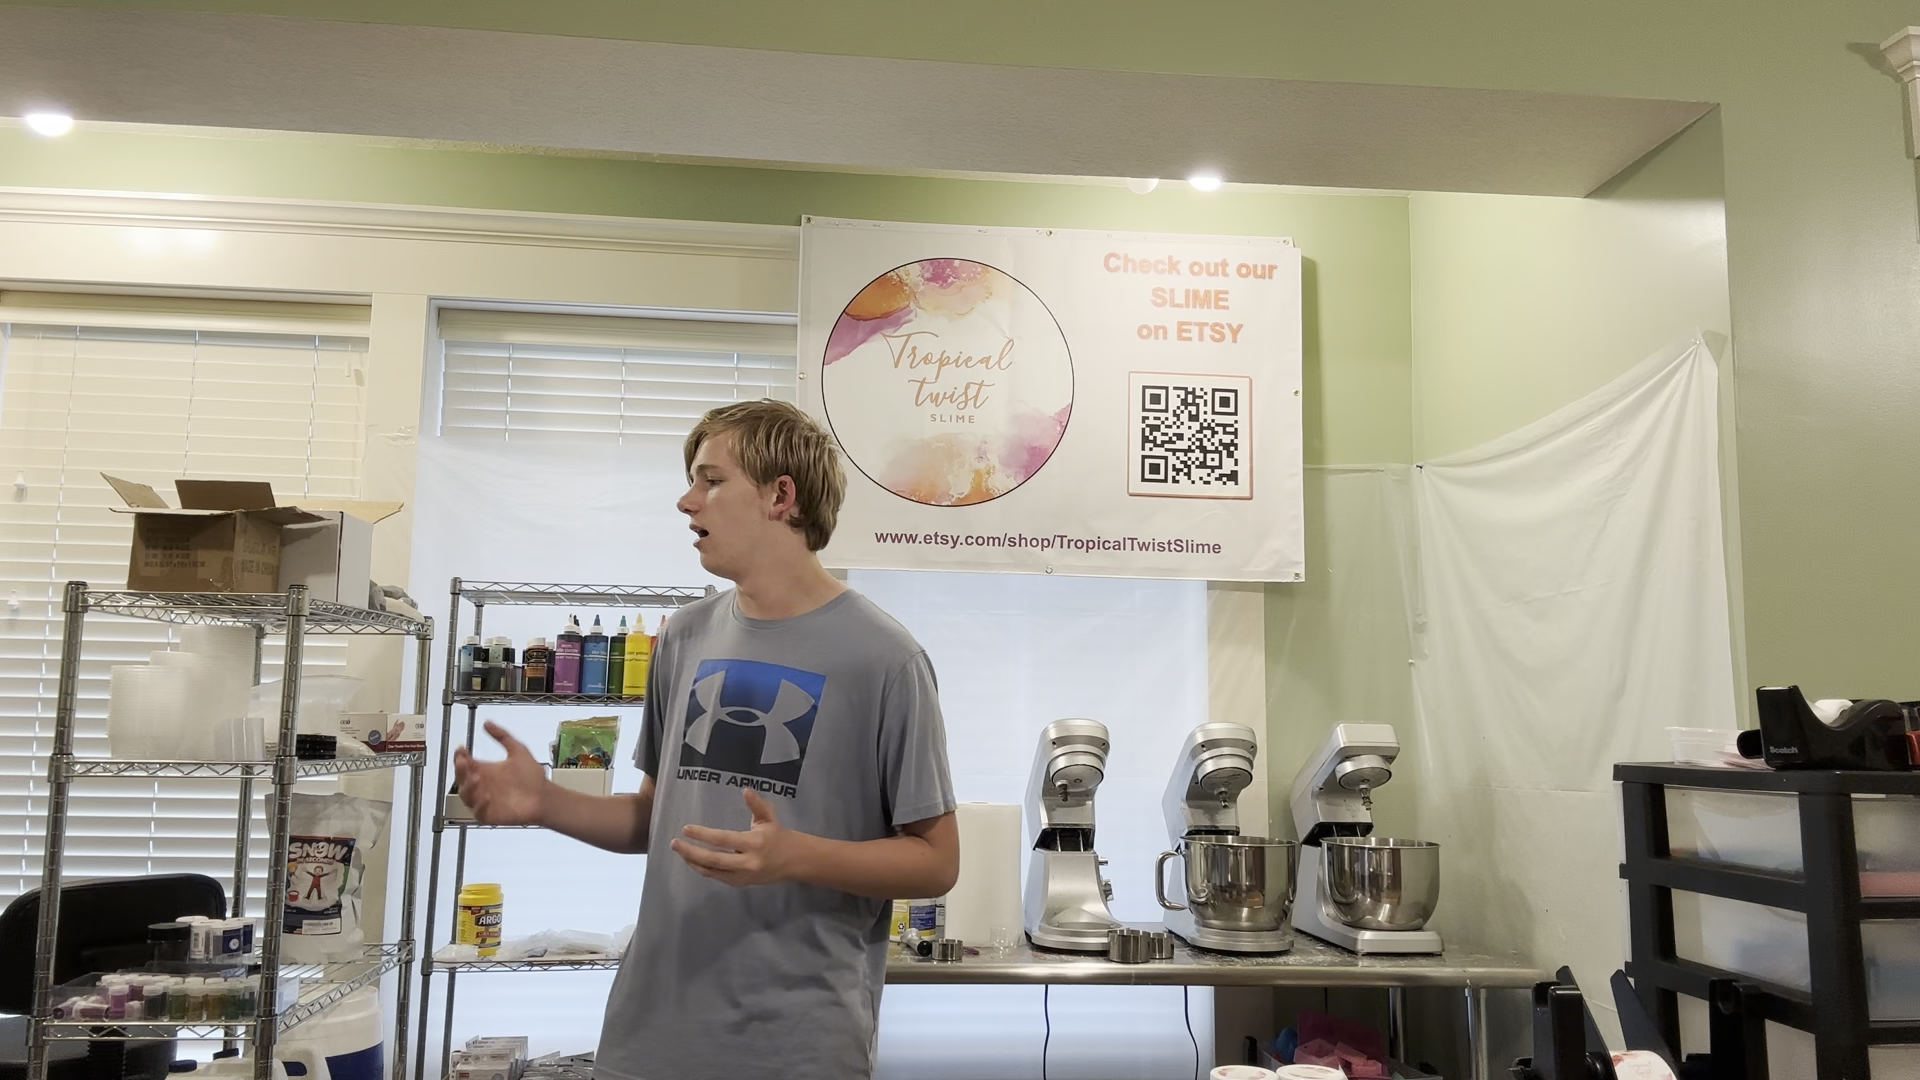 Check out our
SLIME
on ETSY
Tropical
twist
SLIME
www.etsy.com/shop/TropicalTwistSlime
UNDER ARMOUR
SNOW
ARGO
Scotch